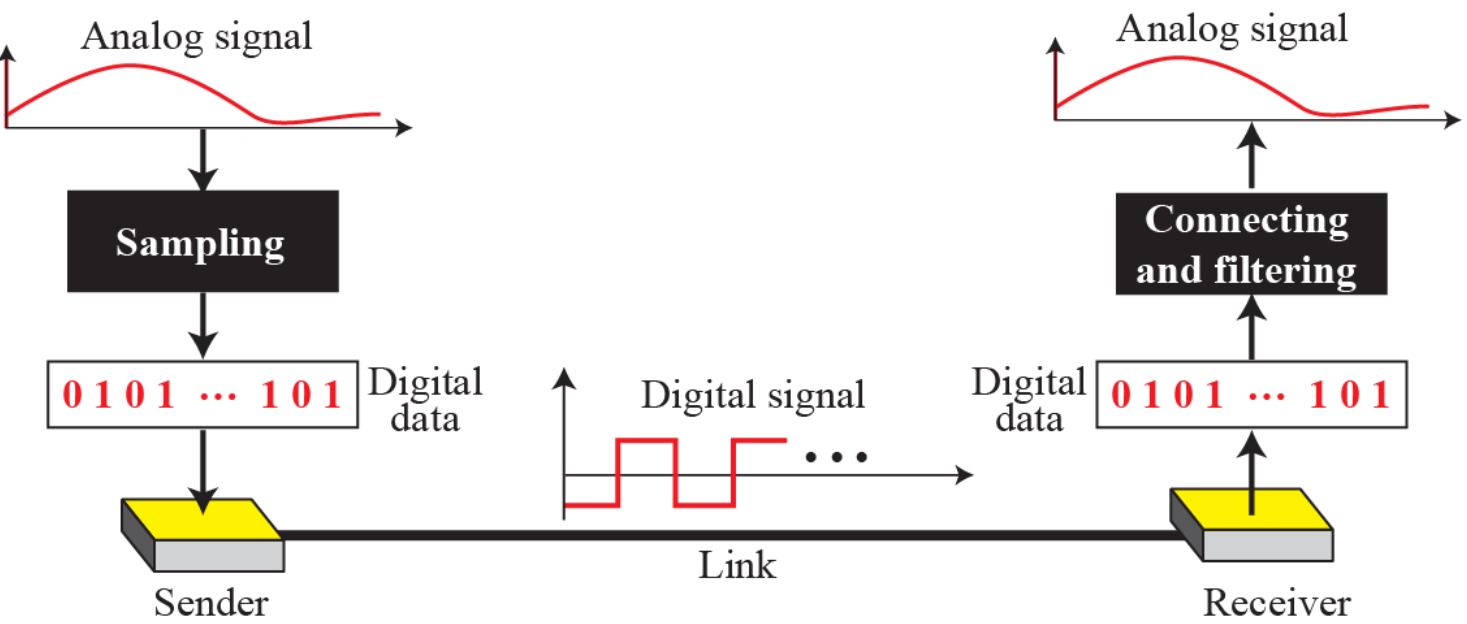 Analog signal
Analog signal
Sampling
Connecting
and filtering
0 1 0 1 ··· 1 0 1
Digital
data
Digital signal
Digital
data
0 1 0 1 ··· 1 0 1
Link
Sender
Receiver